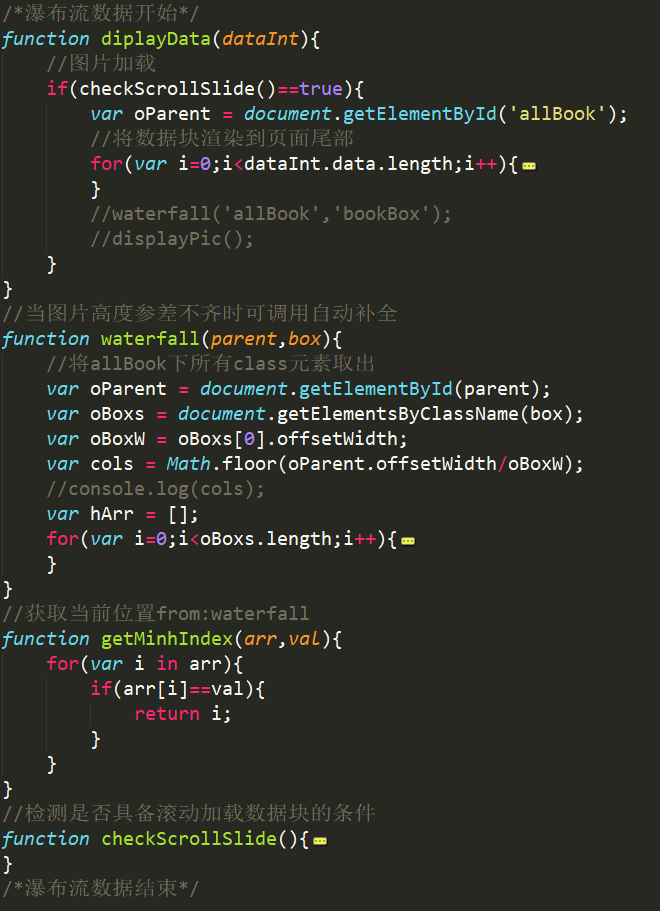 /*瀑布流数据开始*/
function diplayData(dataInt){
//图片加载
if(checkScrollSlide()==true){
var oParent = document.getElementById('allBook');
//将数据块渲染到页面尾部
for(var i=0;i<dataInt.data.length;i++){
}
//waterfall('allBook','bookBox');
//displayPic();
}
}
//当图片高度参差不齐时可调用自动补全
function waterfall(parent,box){
//将allBook下所有class元素取出
var oParent = document.getElementById(parent);
var oBoxs = document.getElementsByClassName(box);
var oBoxW = oBoxs[0].offsetWidth;
var cols = Math.floor(oParent.offsetWidth/oBoxW);
//console.log(cols);
var hArr = [];
for(var i=0;i<oBoxs.length;i++){
}
}
//获取当前位置from:waterfall
function getMinhIndex(arr,val){
for(var i in arr){
if(arr[i]==val){
return i;
}
}
}
//检测是否具备滚动加载数据块的条件
function checkScrollSlide(){
}
/*瀑布流数据结束*/